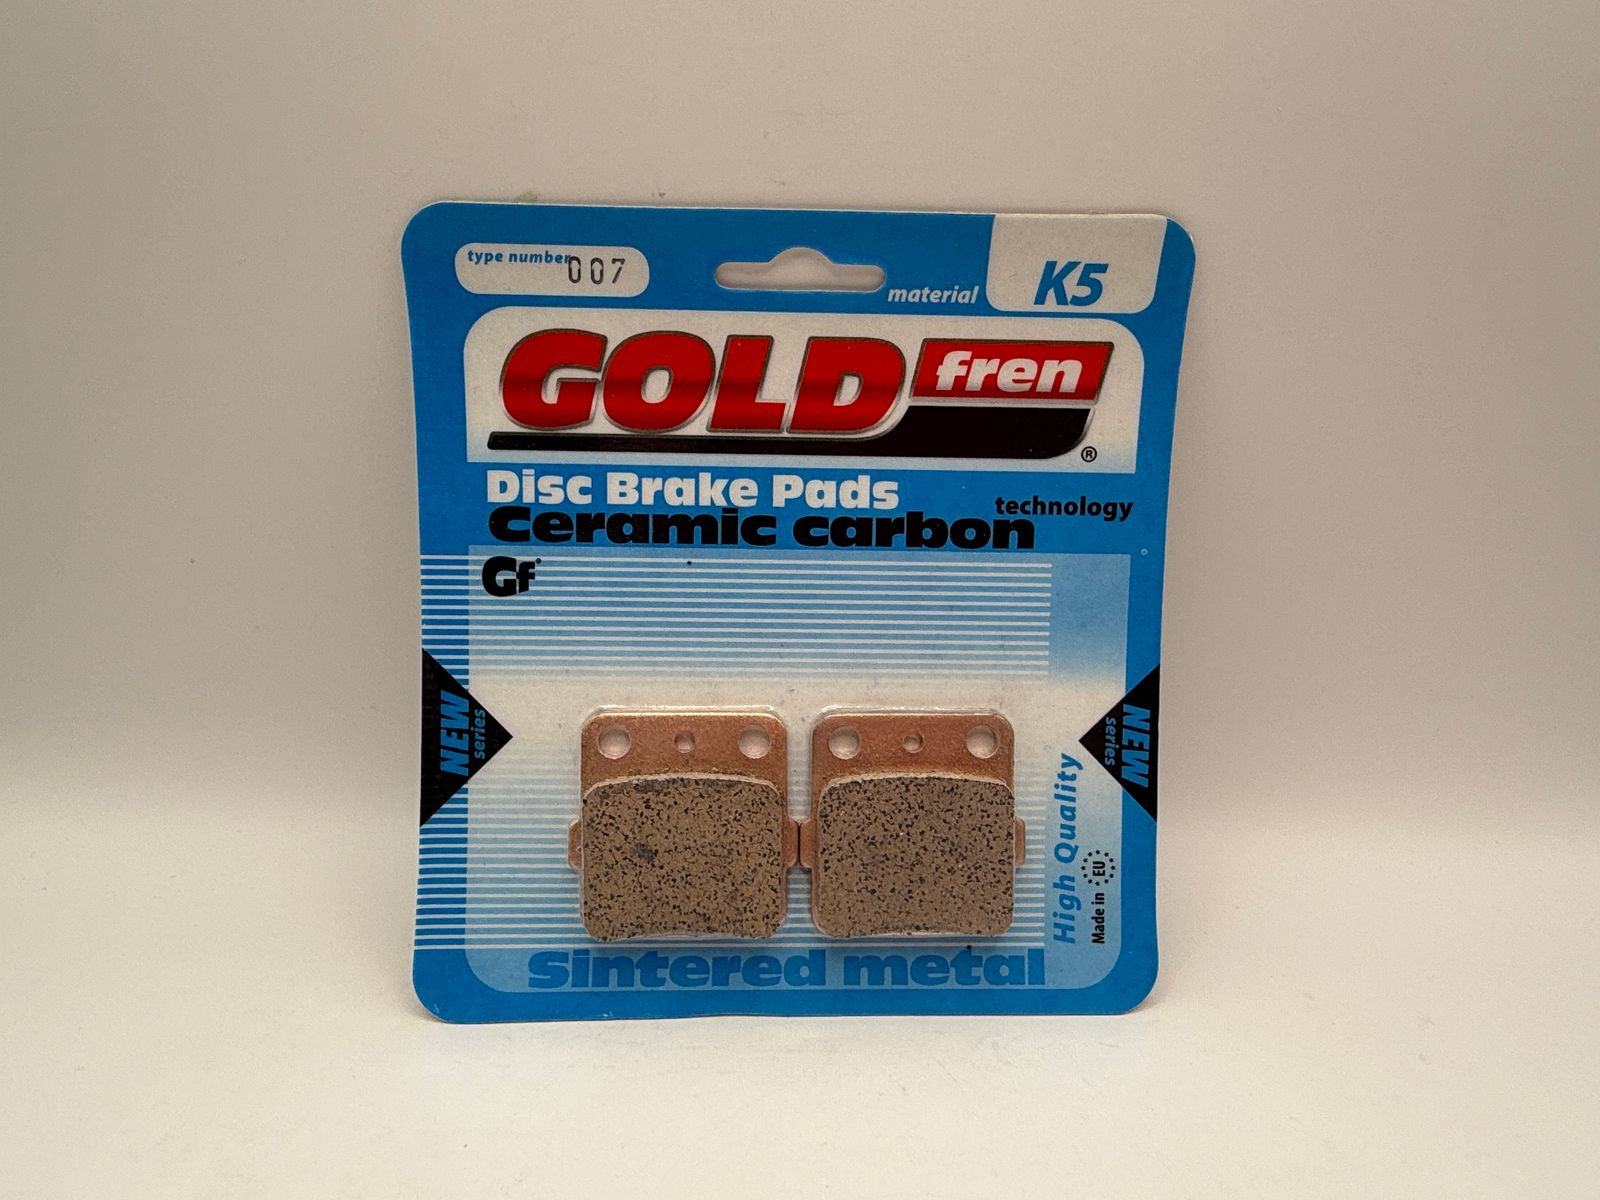 type number 007
material K5
GOLD fren
®
Disc Brake Pads
Ceramic carbon technology
Gf
NEW series
NEW series
High Quality
Made in EU
Sintered metal